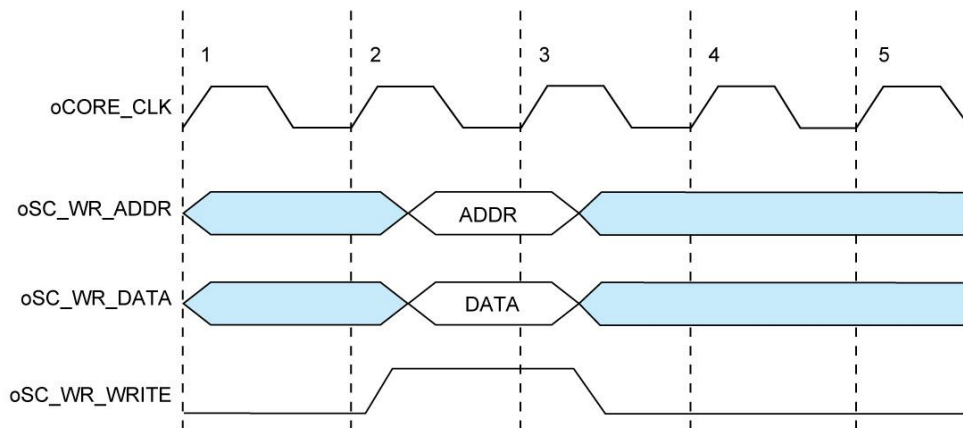 1 2 3 4 5
oCORE_CLK
oSC_WR_ADDR
ADDR
oSC_WR_DATA
DATA
oSC_WR_WRITE